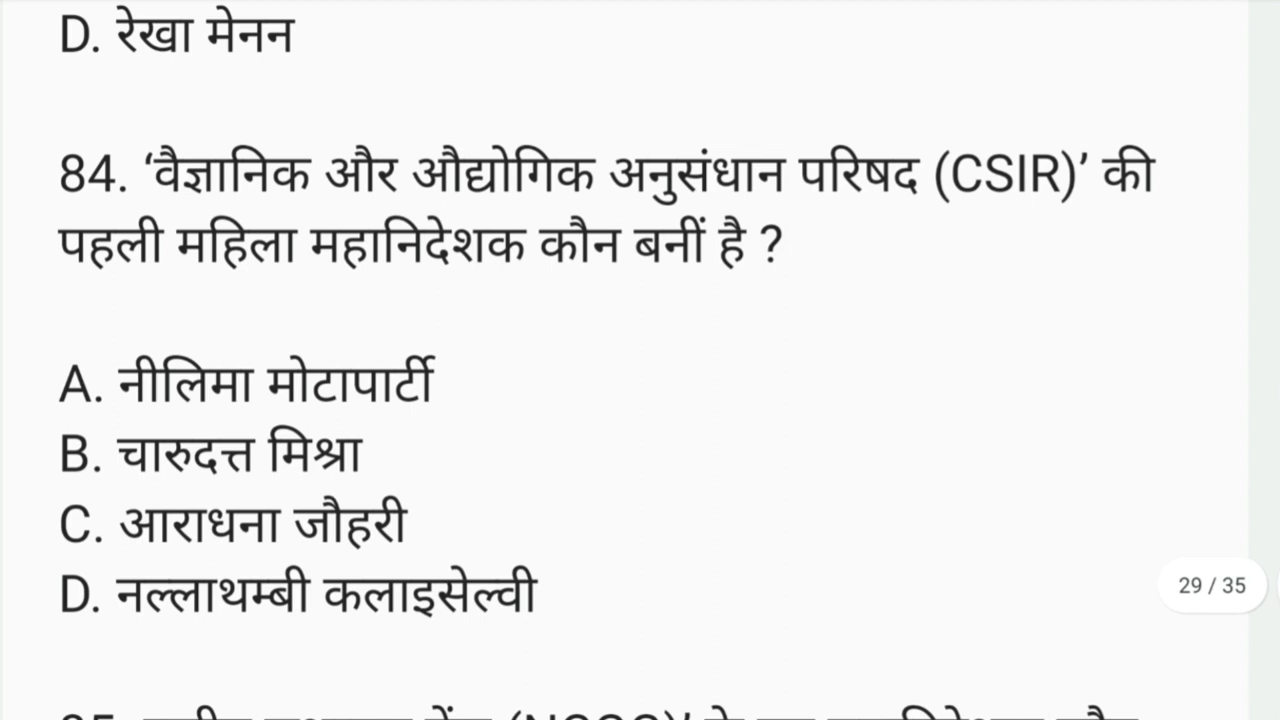 D. रेखा मेनन
84. ‘वैज्ञानिक और औद्योगिक अनुसंधान परिषद (CSIR)’ की
पहली महिला महानिदेशक कौन बनीं है ?
A. नीलिमा मोटापार्टी
B. चारुदत्त मिश्रा
C. आराधना जौहरी
D. नल्लाथम्बी कलाइसेल्वी
29 / 35